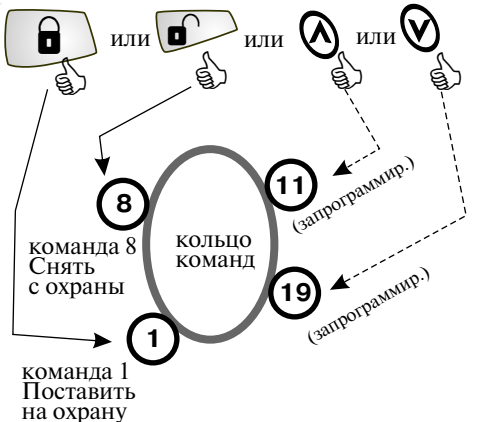 или или или
11
(запрограммир.)
8
кольцо
команд
команда 8
Снять
с охраны
19
(запрограммир.)
1
команда 1
Поставить
на охрану